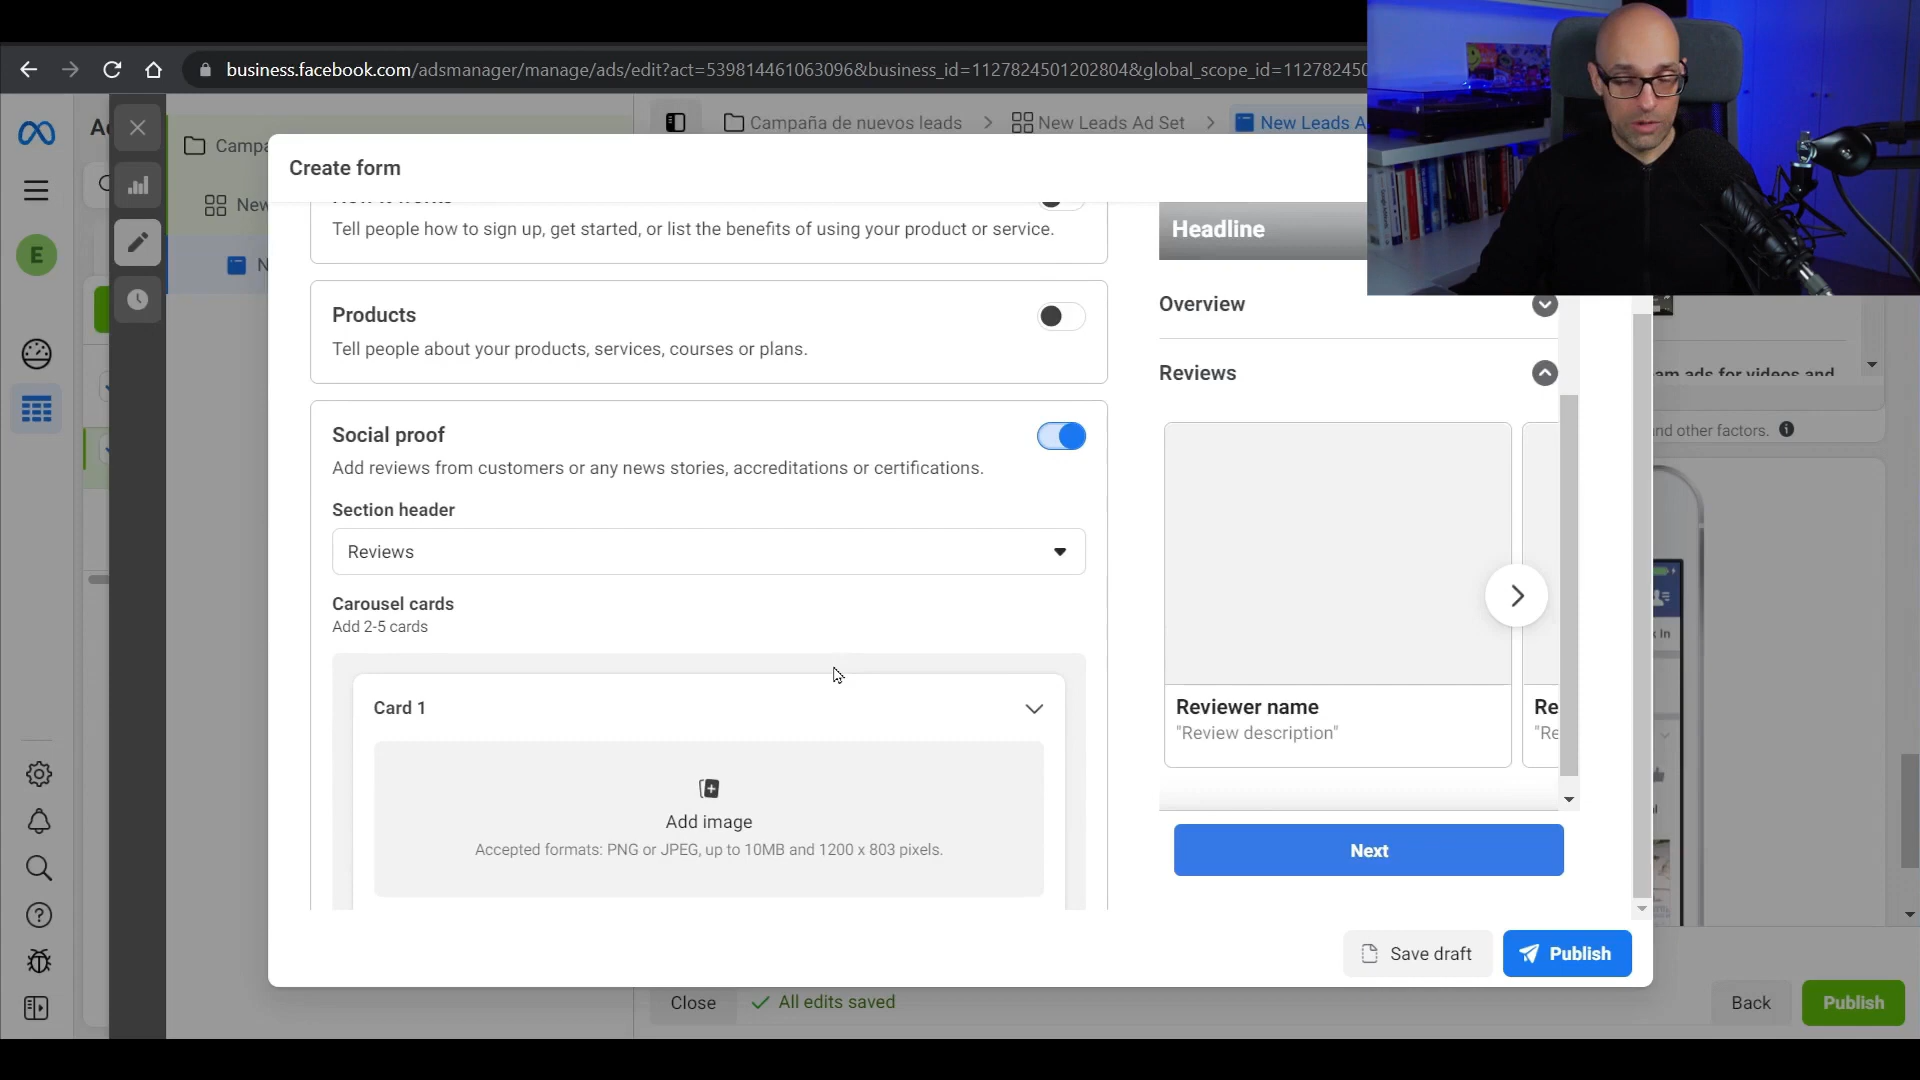 business.facebook.com/adsmanager/manage/ads/edit?act=539814461063096&business_id=1127824501202804&global_scope_id=112782450
Campaña de nuevos leads
New Leads Ad Set
New Leads A
Campa
New
E
Create form
Tell people how to sign up, get started, or list the benefits of using your product or service.
Products
Tell people about your products, services, courses or plans.
Social proof
Add reviews from customers or any news stories, accreditations or certifications.
Section header
Reviews
Carousel cards
Add 2-5 cards
Card 1
Add image
Accepted formats: PNG or JPEG, up to 10MB and 1200 x 803 pixels.
Headline
Overview
Reviews
Reviewer name
"Review description"
Re
"Re
Next
Save draft
Publish
am ads for videos and
nd other factors.
Close
All edits saved
Back
Publish